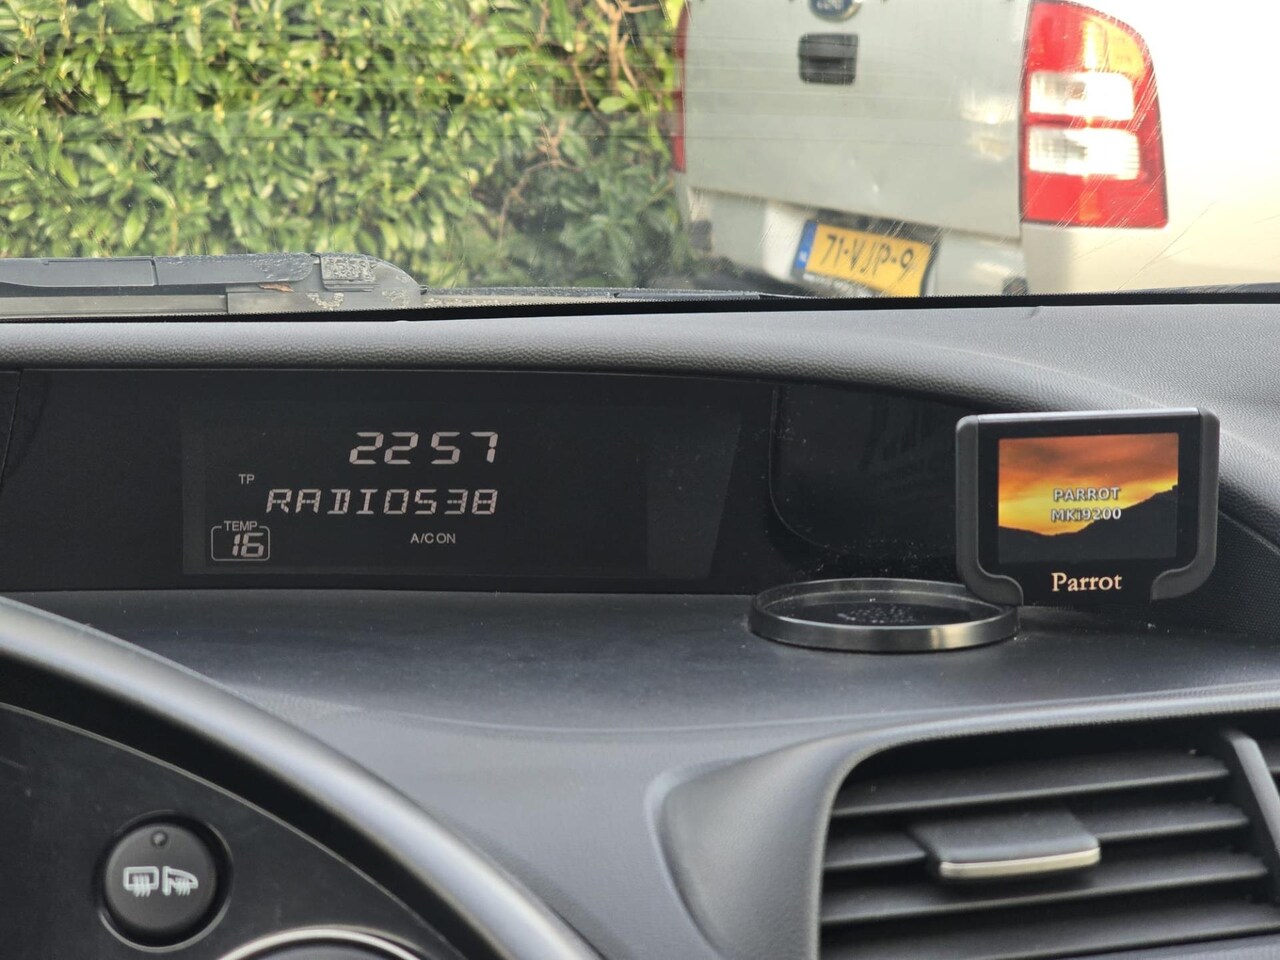 71-VJP-9
2257
TP
RADIO538
TEMP
16
A/C ON
PARROT
MKi9200
Parrot